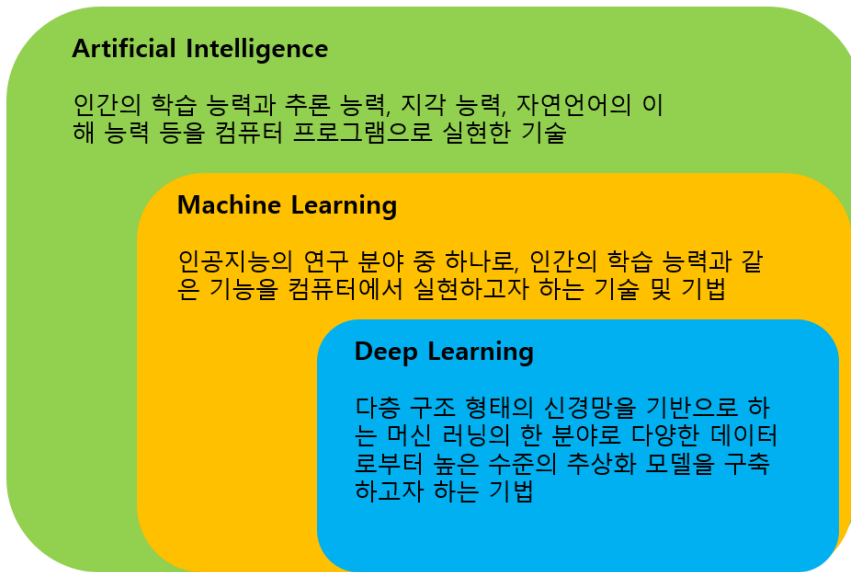 Artificial Intelligence
인간의 학습 능력과 추론 능력, 지각 능력, 자연언어의 이
해 능력 등을 컴퓨터 프로그램으로 실현한 기술
Machine Learning
인공지능의 연구 분야 중 하나로, 인간의 학습 능력과 같
은 기능을 컴퓨터에서 실현하고자 하는 기술 및 기법
Deep Learning
다층 구조 형태의 신경망을 기반으로 하
는 머신 러닝의 한 분야로 다양한 데이터
로부터 높은 수준의 추상화 모델을 구축
하고자 하는 기법